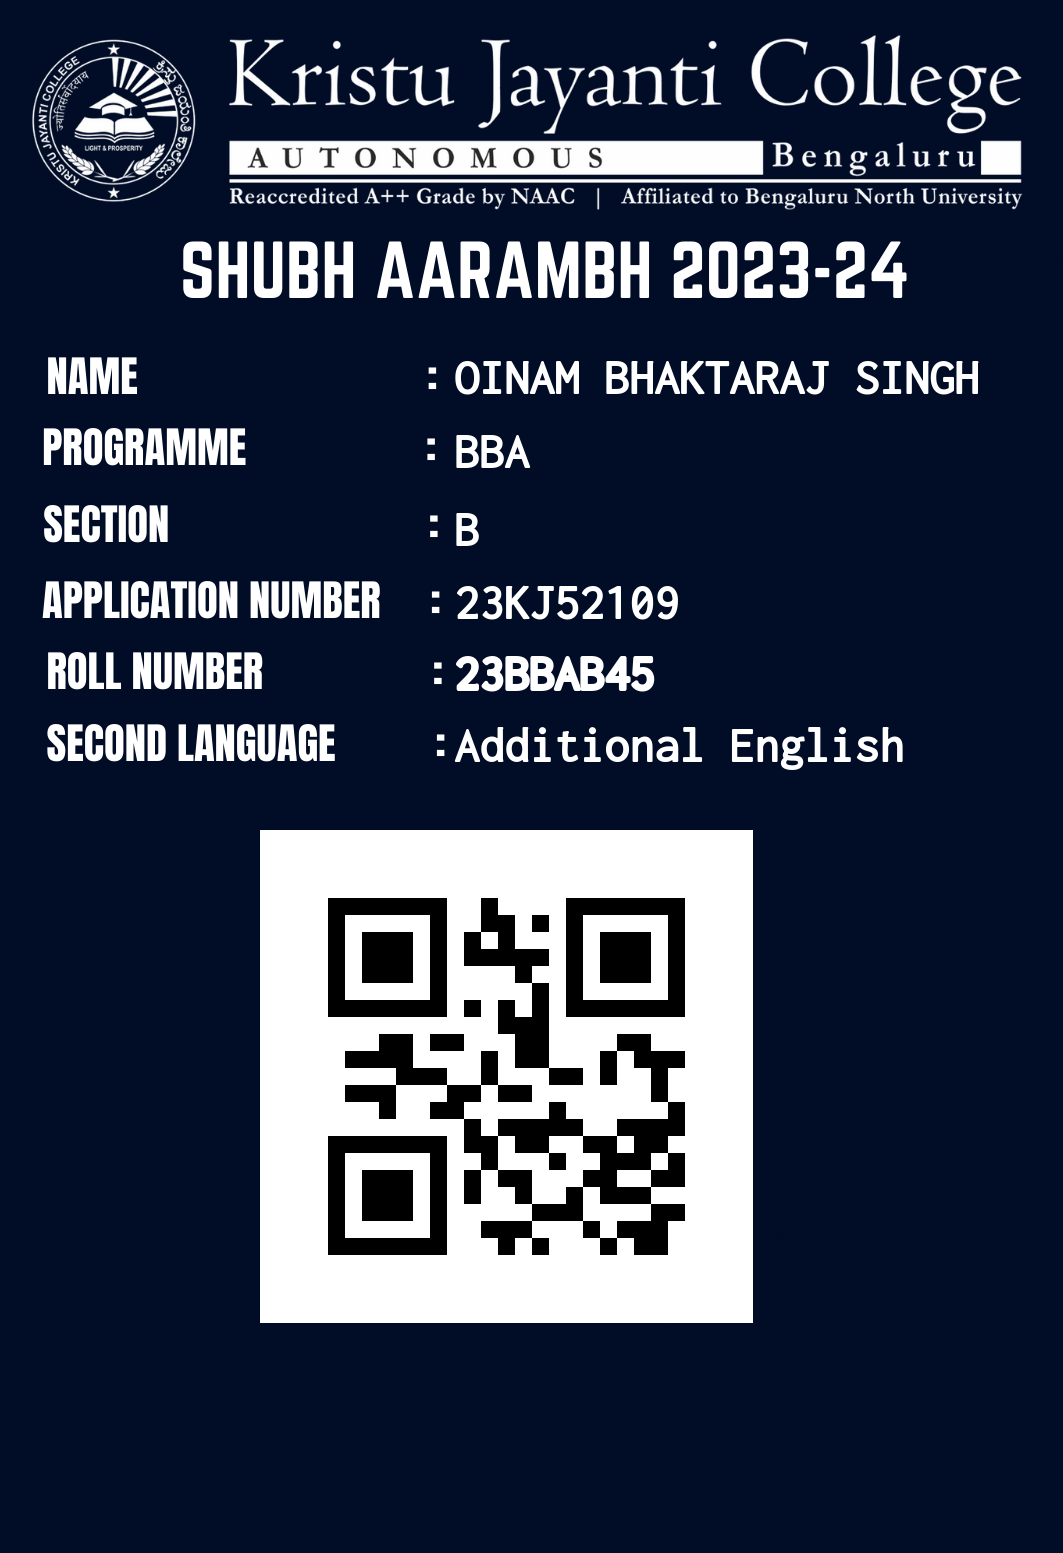 Kristu Jayanti College
AUTONOMOUS Bengaluru
Reaccredited A++ Grade by NAAC | Affiliated to Bengaluru North University
KRISTU JAYANTI COLLEGE
ಕ್ರಿಸ್ತು ಜಯಂತಿ ಕಾಲೇಜು
LIGHT & PROSPERITY
SHUBH AARAMBH 2023-24
NAME : OINAM BHAKTARAJ SINGH
PROGRAMME : BBA
SECTION : B
APPLICATION NUMBER : 23KJ52109
ROLL NUMBER : 23BBAB45
SECOND LANGUAGE : Additional English